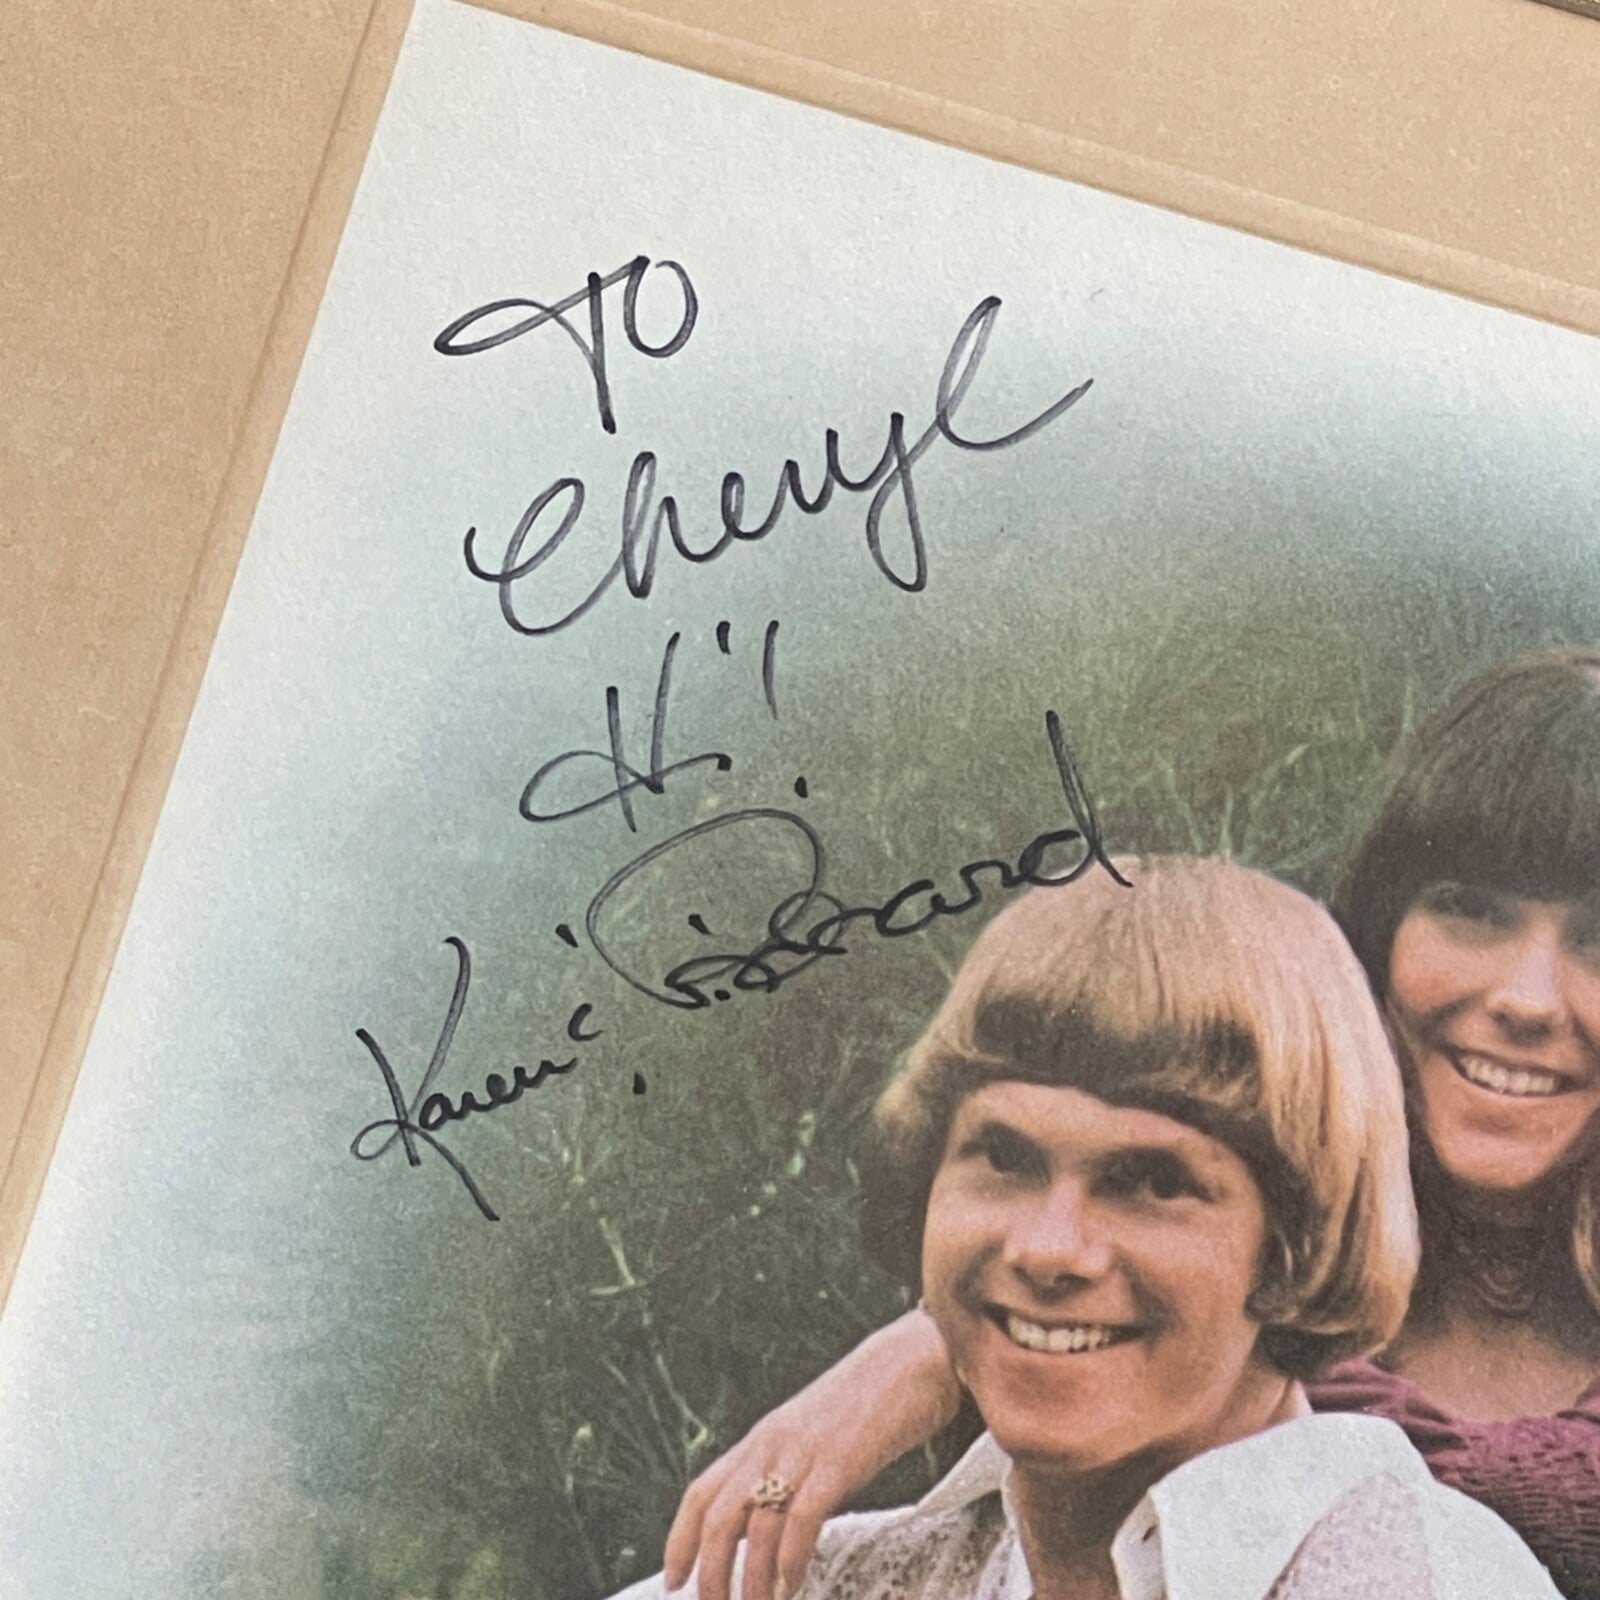 To
Cheryl
Hi!
Karen & Richard